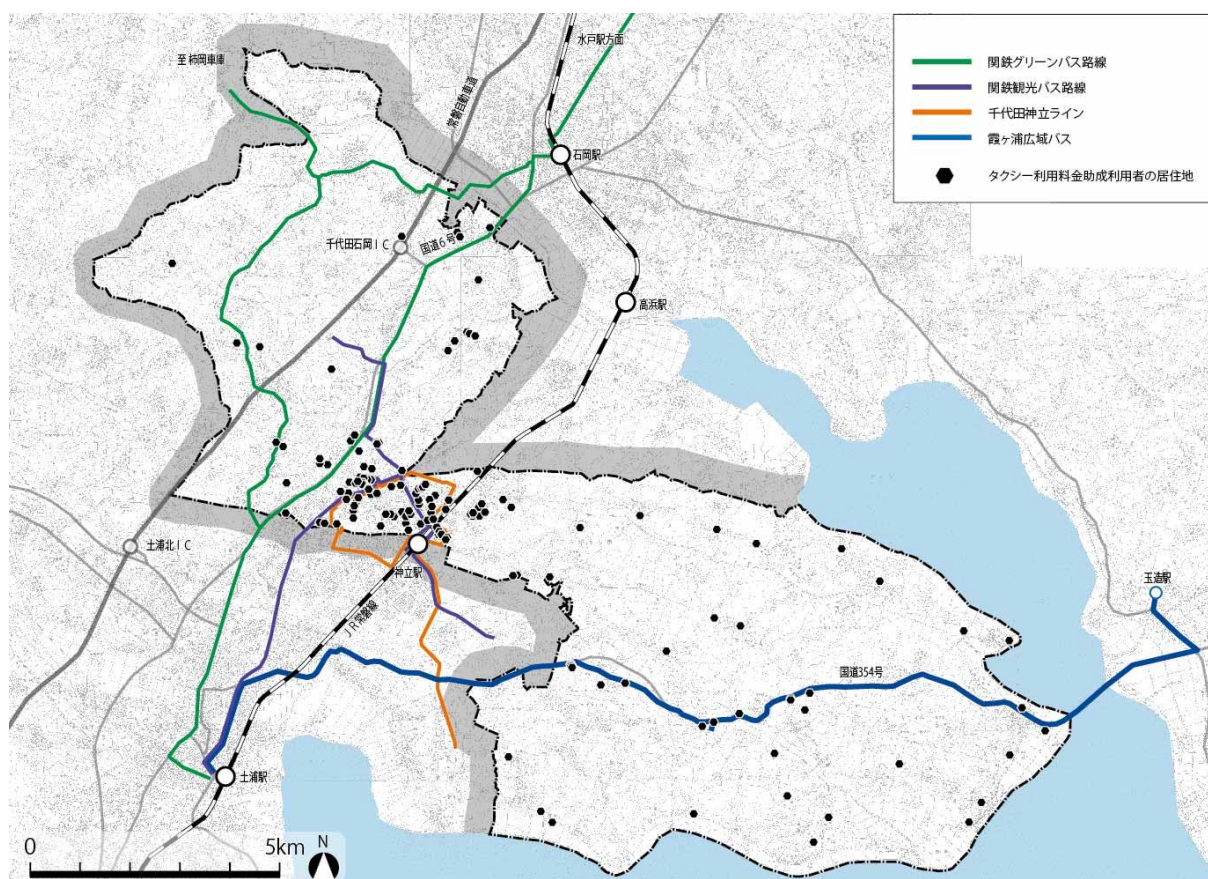 水戸駅方面
至 柿岡車庫
常磐自動車道
関鉄グリーンバス路線
関鉄観光バス路線
千代田神立ライン
霞ヶ浦広域バス
タクシー利用料金助成利用者の居住地
石岡駅
千代田石岡IC
国道6号
高浜駅
土浦北IC
神立駅
JR常磐線
玉造駅
国道354号
土浦駅
0
5km
N